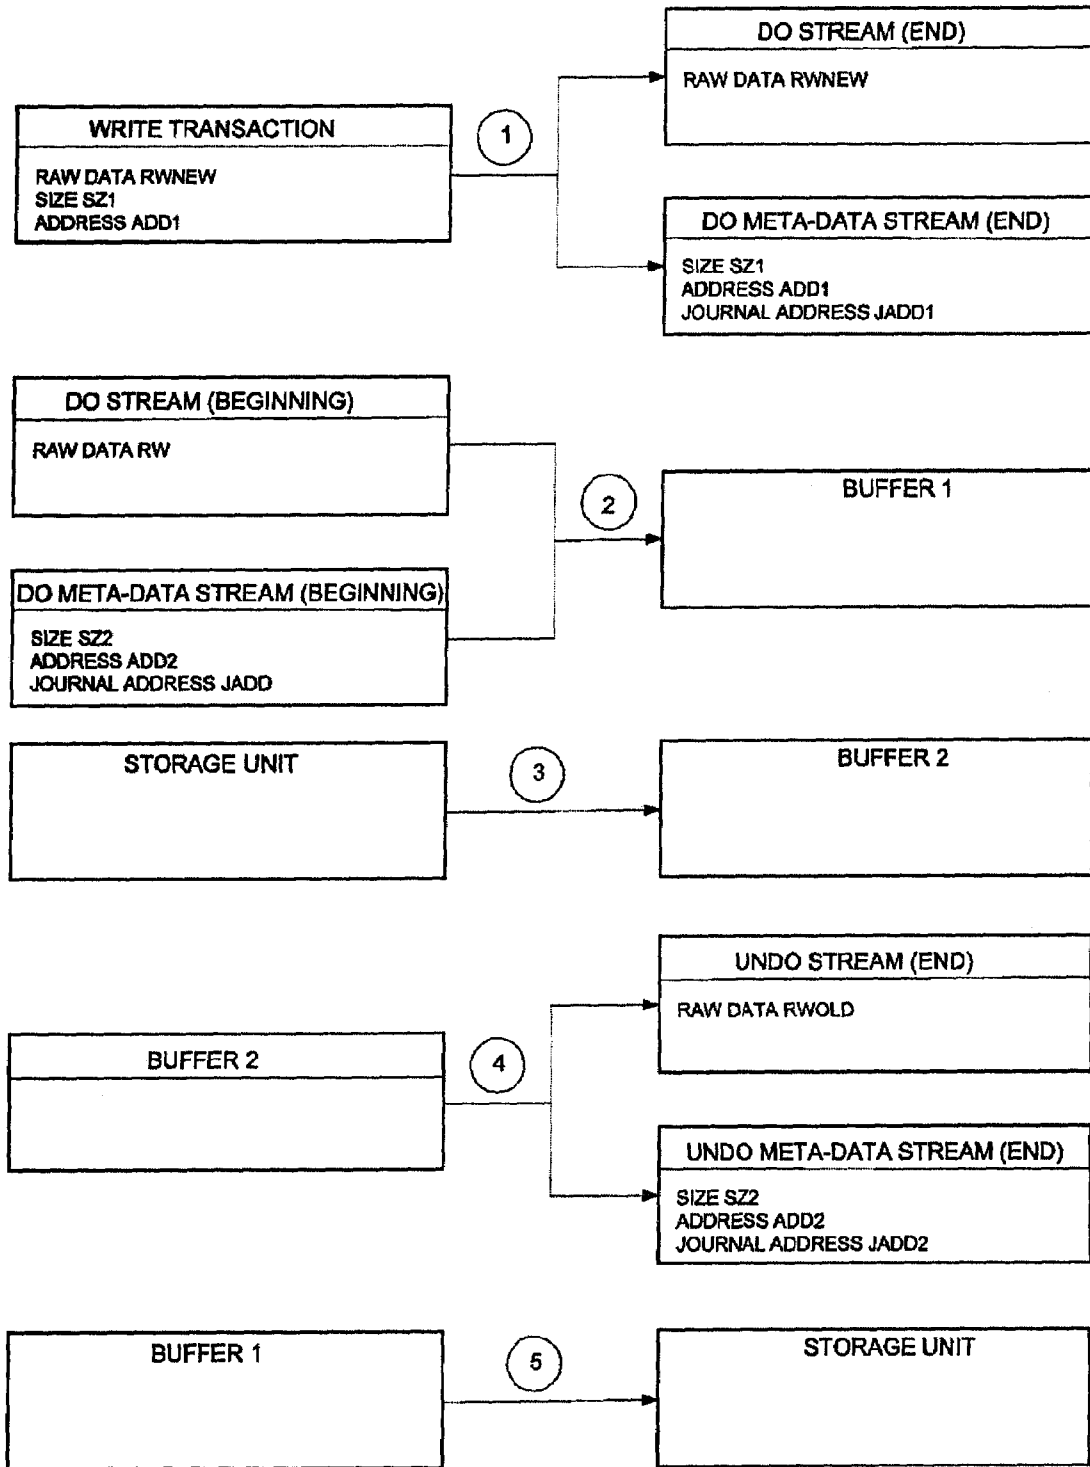 DO STREAM (END)
RAW DATA RWNEW
WRITE TRANSACTION
RAW DATA RWNEW
SIZE SZ1
ADDRESS ADD1
1
DO META-DATA STREAM (END)
SIZE SZ1
ADDRESS ADD1
JOURNAL ADDRESS JADD1
DO STREAM (BEGINNING)
RAW DATA RW
2
BUFFER 1
DO META-DATA STREAM (BEGINNING)
SIZE SZ2
ADDRESS ADD2
JOURNAL ADDRESS JADD
STORAGE UNIT
3
BUFFER 2
UNDO STREAM (END)
RAW DATA RWOLD
BUFFER 2
4
UNDO META-DATA STREAM (END)
SIZE SZ2
ADDRESS ADD2
JOURNAL ADDRESS JADD2
BUFFER 1
5
STORAGE UNIT